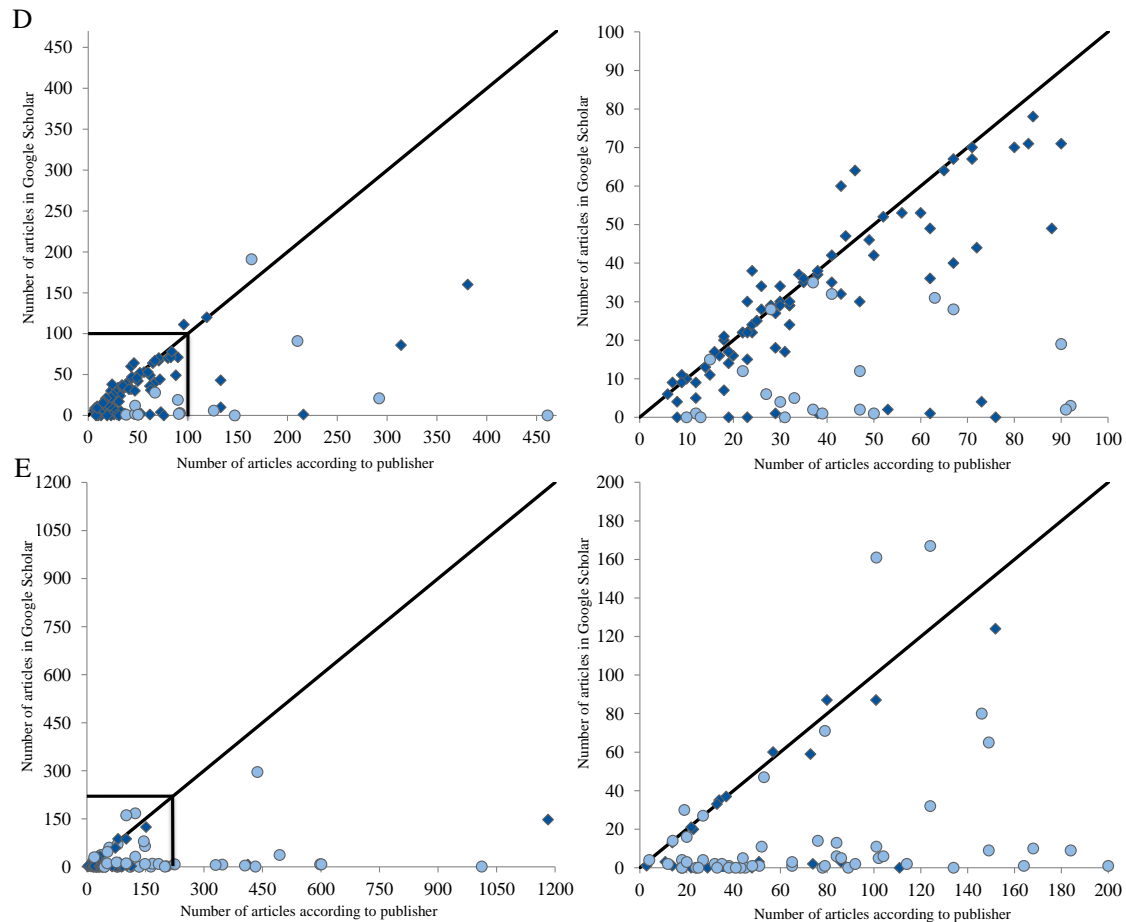 D
450
400
350
300
250
200
150
100
50
0
Number of articles in Google Scholar
0 50 100 150 200 250 300 350 400 450
Number of articles according to publisher
100
90
80
70
60
50
40
30
20
10
0
Number of articles in Google Scholar
0 10 20 30 40 50 60 70 80 90 100
Number of articles according to publisher
E
1200
1050
900
750
600
450
300
150
0
Number of articles in Google Scholar
0 150 300 450 600 750 900 1050 1200
Number of articles according to publisher
200
180
160
140
120
100
80
60
40
20
0
Number of articles in Google Scholar
0 20 40 60 80 100 120 140 160 180 200
Number of articles according to publisher